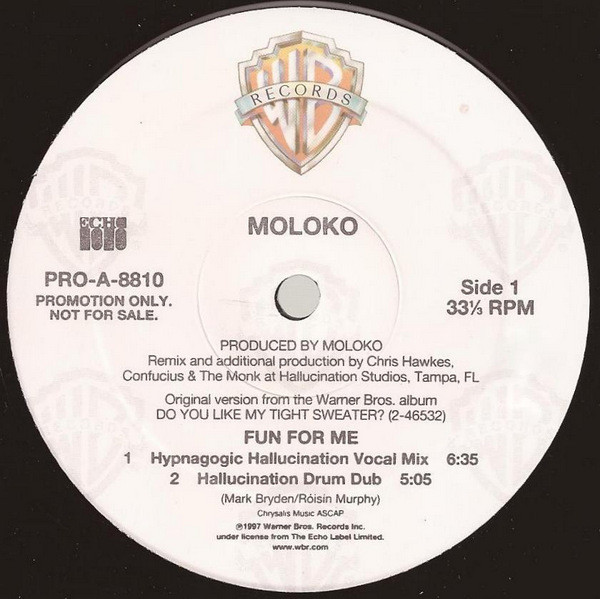 WB
RECORDS
ECHO
MOLOKO
PRO-A-8810
PROMOTION ONLY.
NOT FOR SALE.
Side 1
33⅓ RPM
PRODUCED BY MOLOKO
Remix and additional production by Chris Hawkes,
Confucius & The Monk at Hallucination Studios, Tampa, FL
Original version from the Warner Bros. album
DO YOU LIKE MY TIGHT SWEATER? (2-46532)
FUN FOR ME
1 Hypnagogic Hallucination Vocal Mix 6:35
2 Hallucination Drum Dub 5:05
(Mark Bryden/Róisin Murphy)
Chrysalis Music ASCAP
℗1997 Warner Bros. Records Inc.
under license from The Echo Label Limited.
www.wbr.com